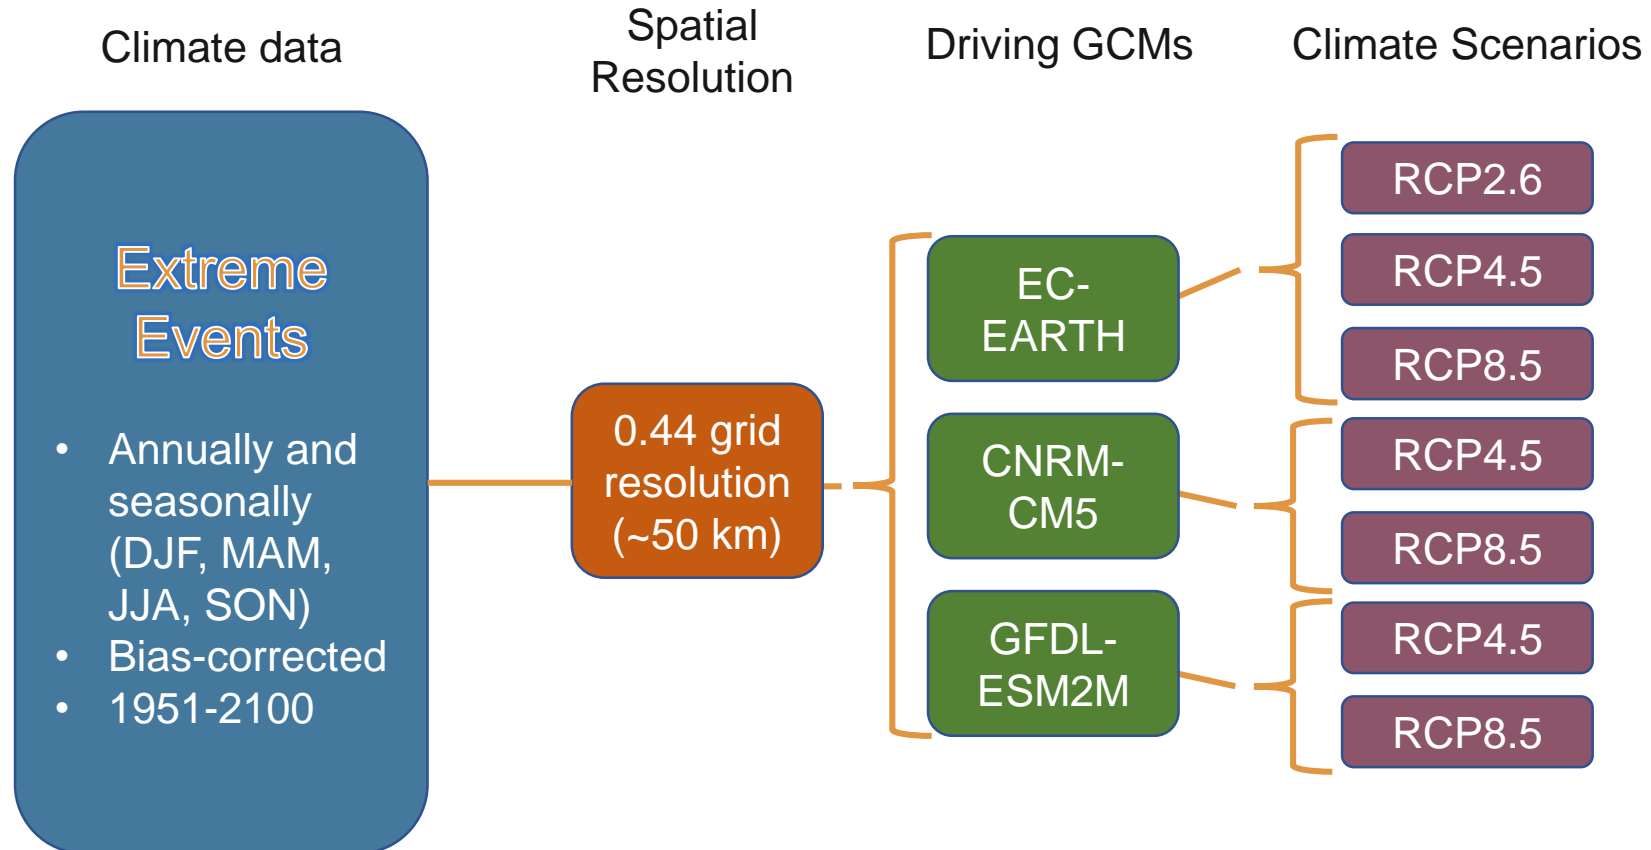 Climate data
Spatial
Resolution
Driving GCMs
Climate Scenarios
Extreme
Events
• Annually and
seasonally
(DJF, MAM,
JJA, SON)
• Bias-corrected
• 1951-2100
0.44 grid
resolution
(~50 km)
EC-
EARTH
CNRM-
CM5
GFDL-
ESM2M
RCP2.6
RCP4.5
RCP8.5
RCP4.5
RCP8.5
RCP4.5
RCP8.5